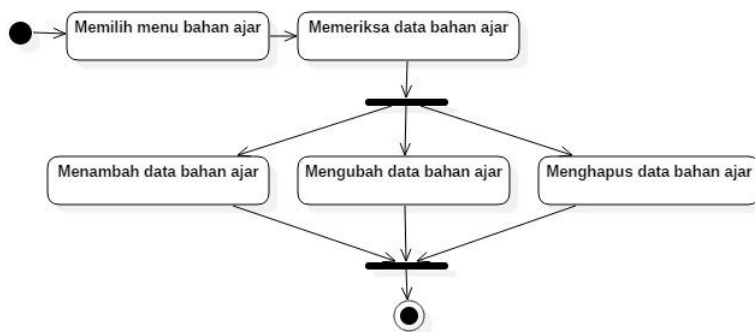 Memilih menu bahan ajar
Memeriksa data bahan ajar
Menambah data bahan ajar
Mengubah data bahan ajar
Menghapus data bahan ajar